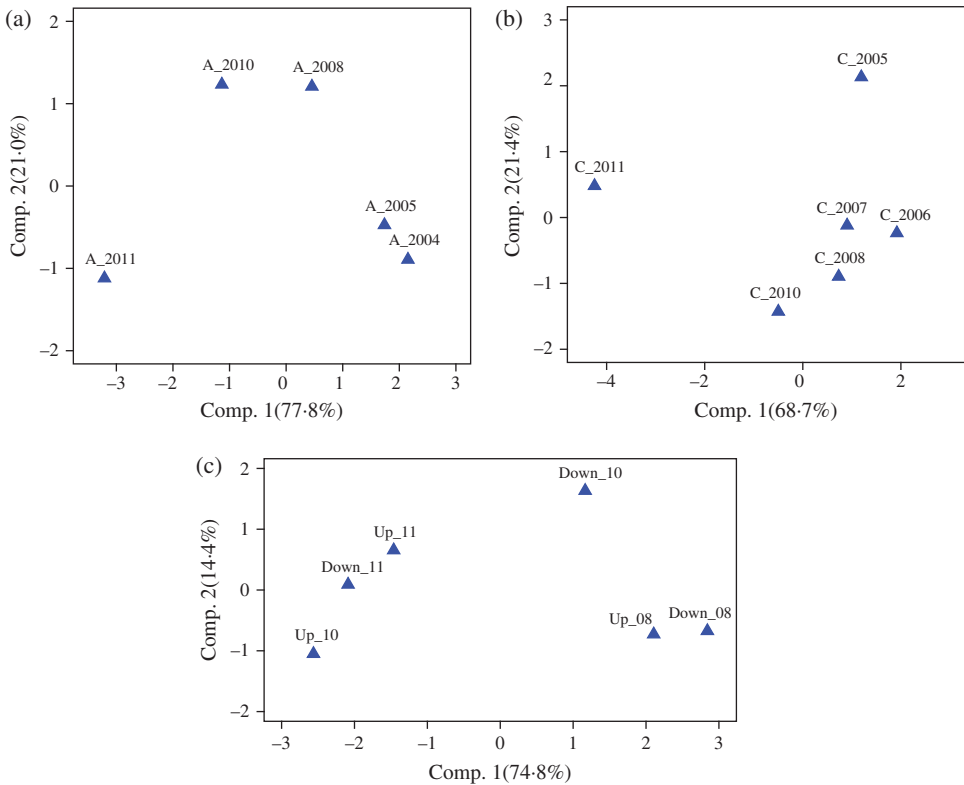 (a)
2
1
0
–1
–2
Comp. 2(21·0%)
A_2010
A_2008
A_2005
A_2004
A_2011
–3
–2
–1
0
1
2
3
Comp. 1(77·8%)
(b)
3
2
1
0
–1
–2
Comp. 2(21·4%)
C_2005
C_2011
C_2007
C_2006
C_2008
C_2010
–4
–2
0
2
Comp. 1(68·7%)
(c)
2
1
0
–1
–2
Comp. 2(14·4%)
Down_10
Up_11
Down_11
Up_10
Up_08
Down_08
–3
–2
–1
0
1
2
3
Comp. 1(74·8%)